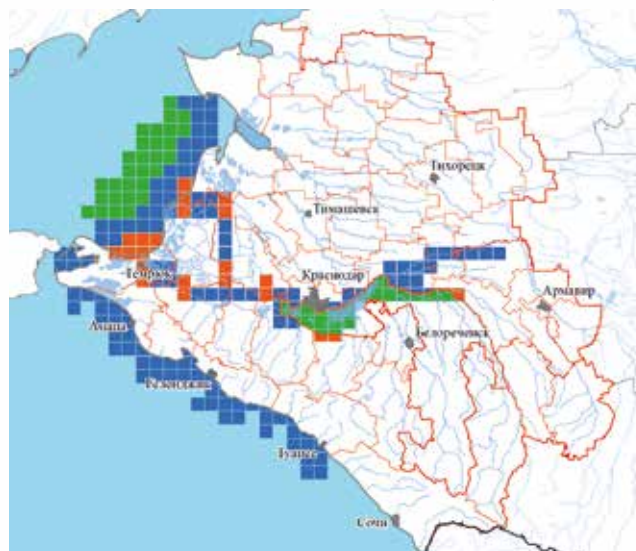 Тихорецк
Тимашевск
Темрюк
Краснодар
Армавир
Анапа
Белореченск
Геленджик
Туапсе
Сочи